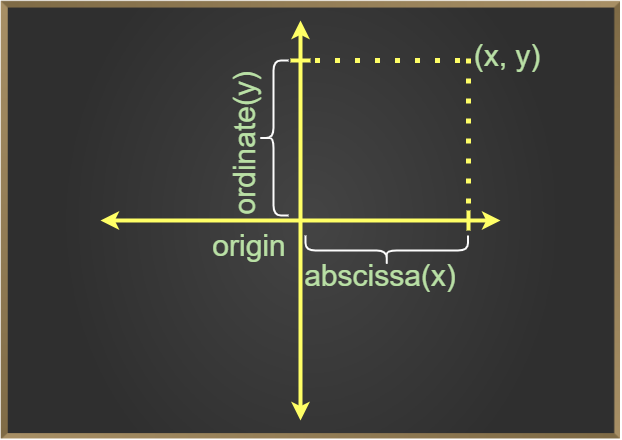 (x, y)
ordinate(y)
origin
abscissa(x)